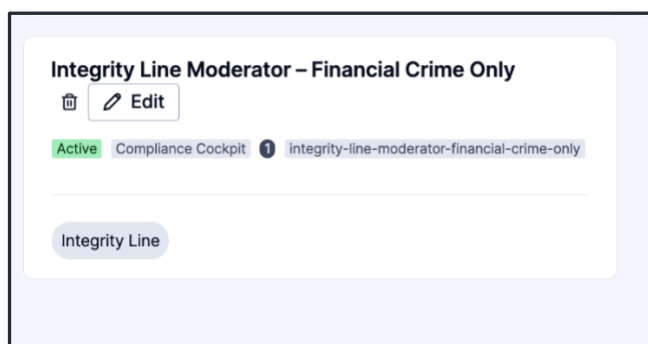 Integrity Line Moderator – Financial Crime Only
Edit
Active Compliance Cockpit 1 integrity-line-moderator-financial-crime-only
Integrity Line